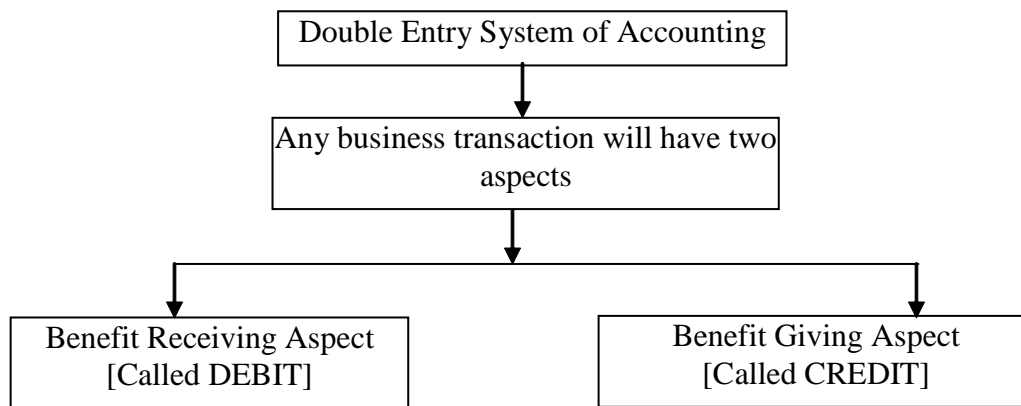 Double Entry System of Accounting
Any business transaction will have two
aspects
Benefit Receiving Aspect
[Called DEBIT]
Benefit Giving Aspect
[Called CREDIT]